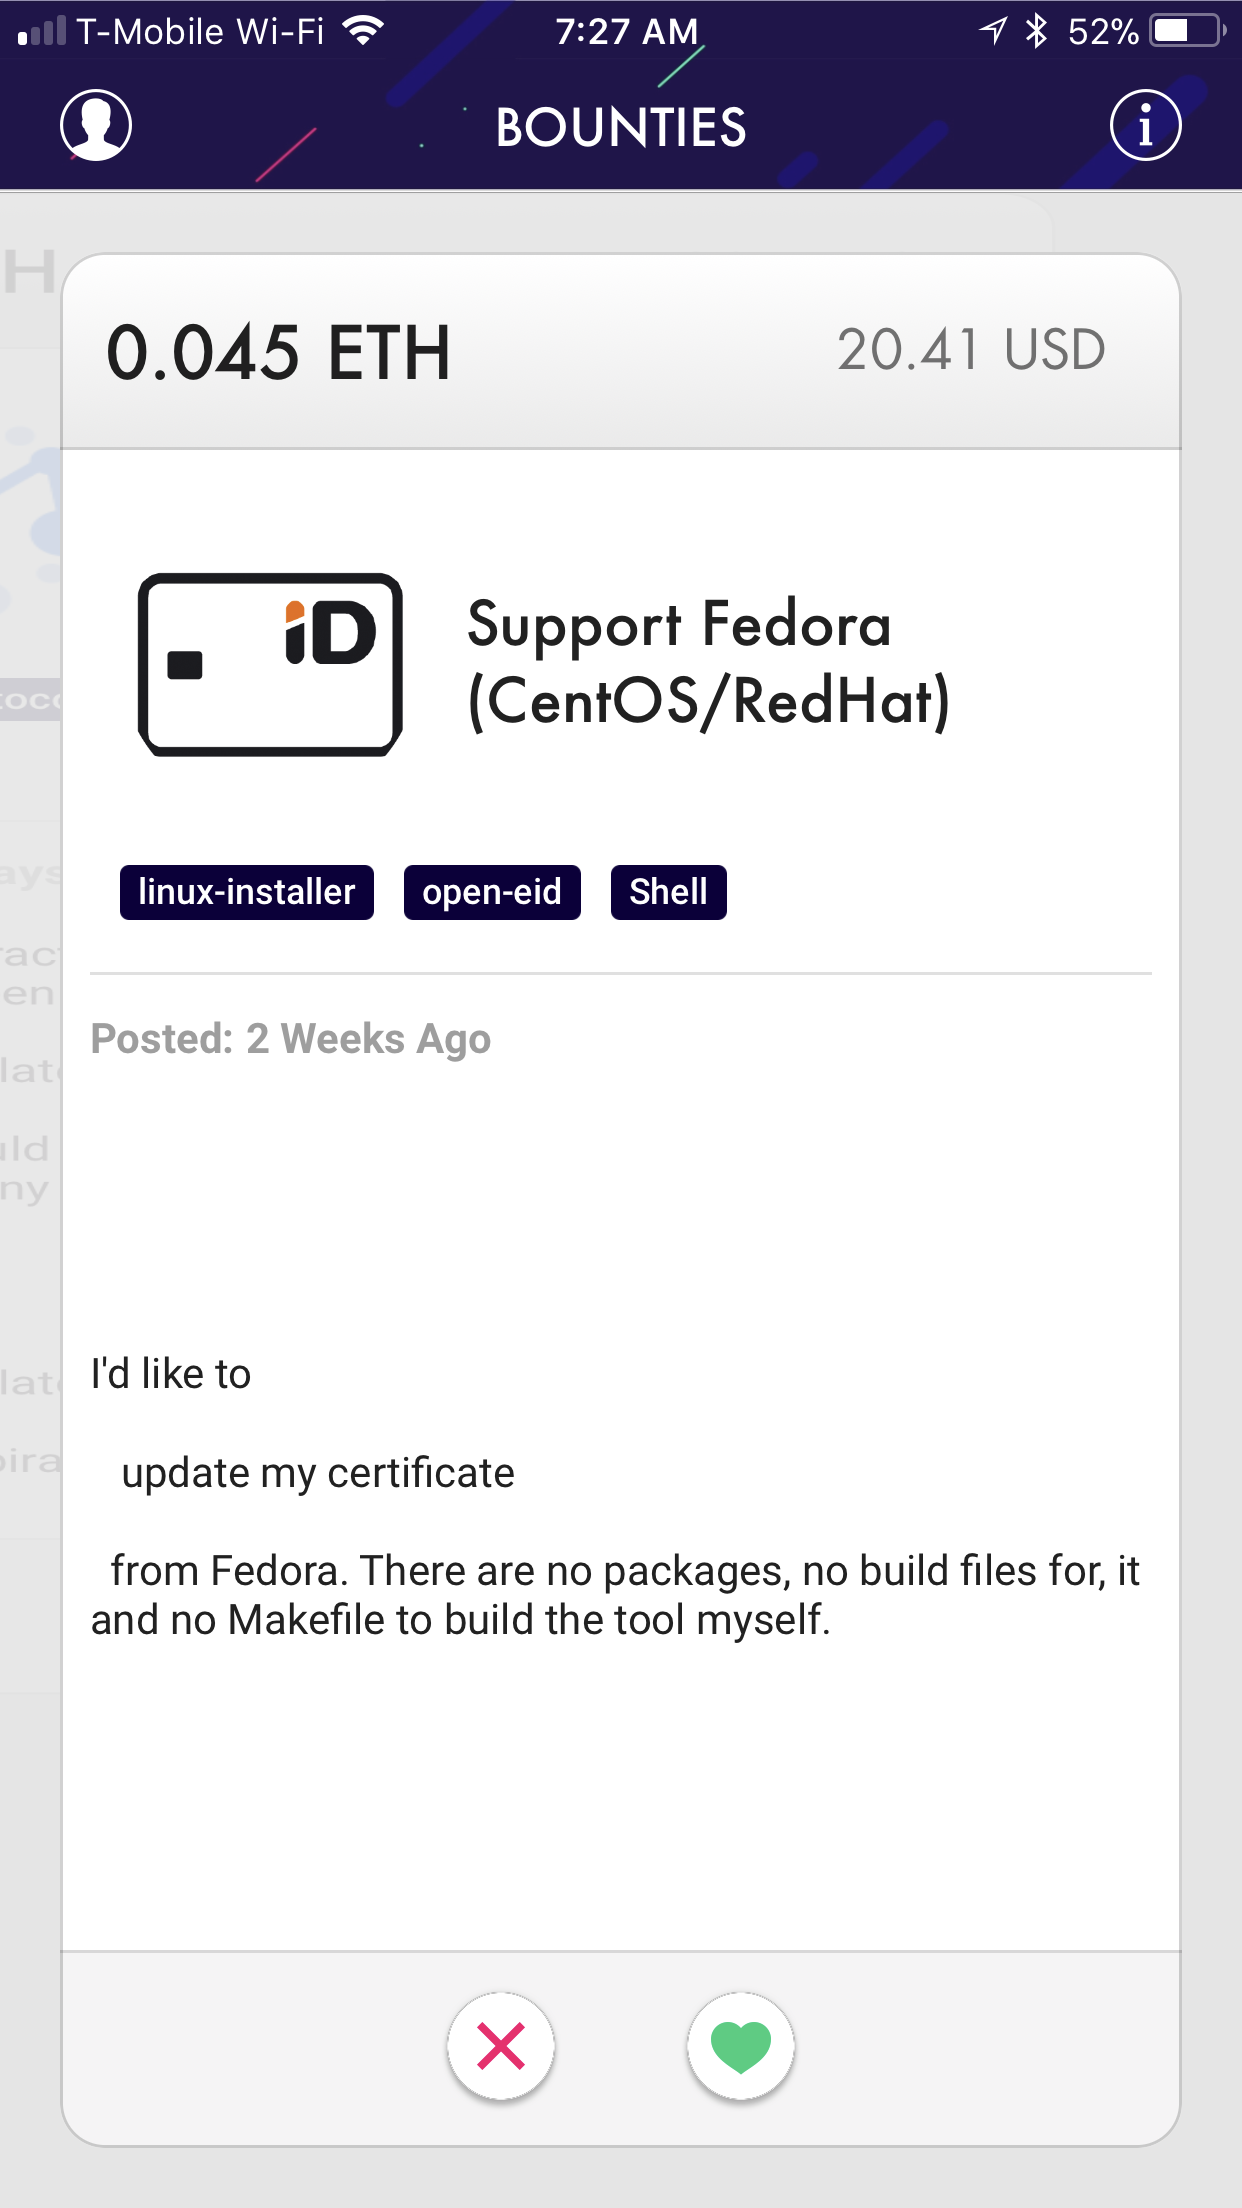 T-Mobile Wi-Fi 7:27 AM 52%
BOUNTIES
H
0.045 ETH 20.41 USD
iD
Support Fedora
(CentOS/RedHat)
linux-installer open-eid Shell
Posted: 2 Weeks Ago
I'd like to
update my certificate
from Fedora. There are no packages, no build files for, it
and no Makefile to build the tool myself.